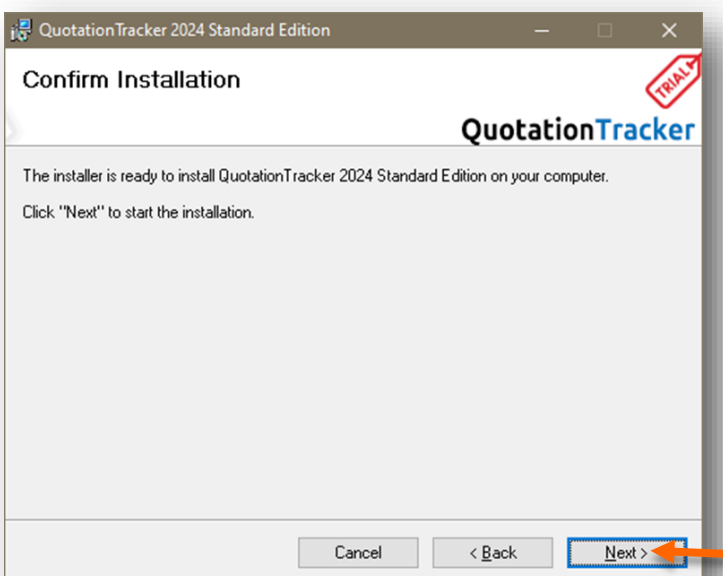 QuotationTracker 2024 Standard Edition
Confirm Installation
TRIAL
QuotationTracker
The installer is ready to install QuotationTracker 2024 Standard Edition on your computer.
Click "Next" to start the installation.
Cancel
< Back
Next >